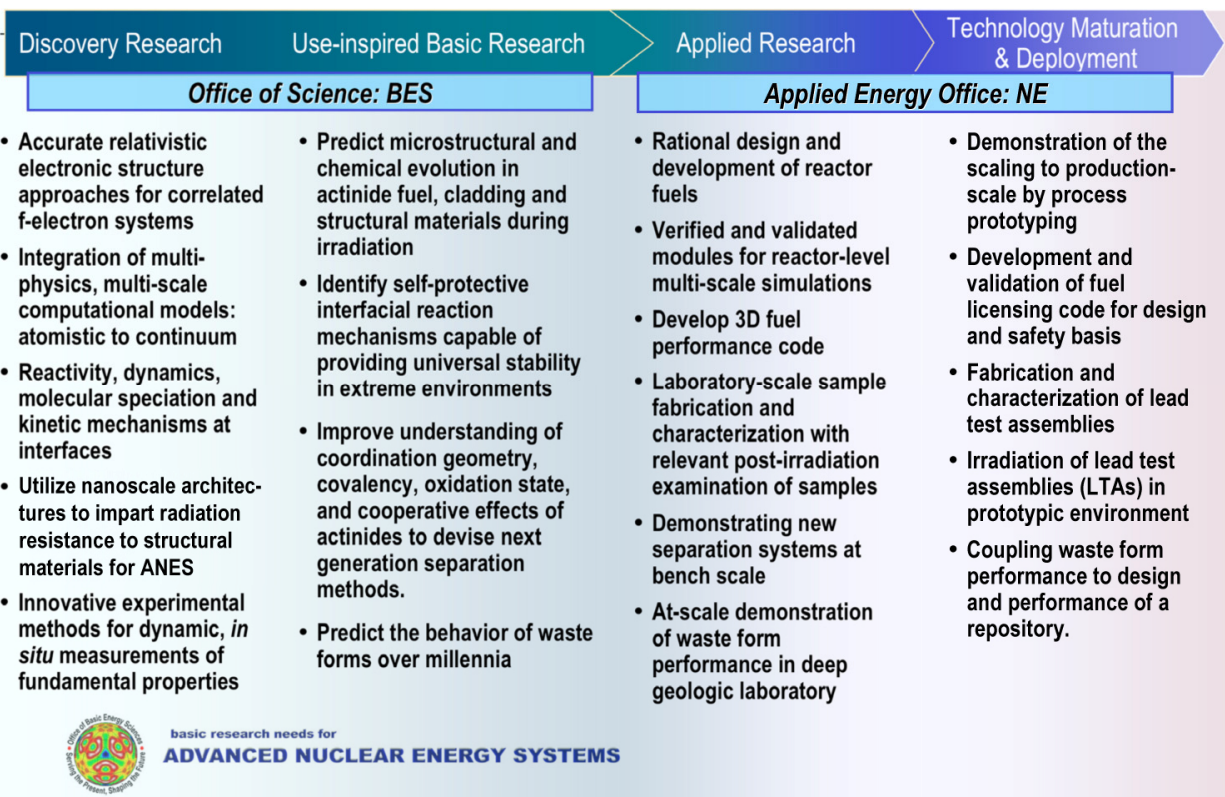 Discovery Research
Use-inspired Basic Research
Applied Research
Technology Maturation
& Deployment
Office of Science: BES
Applied Energy Office: NE
• Accurate relativistic
electronic structure
approaches for correlated
f-electron systems
• Integration of multi-
physics, multi-scale
computational models:
atomistic to continuum
• Reactivity, dynamics,
molecular speciation and
kinetic mechanisms at
interfaces
• Utilize nanoscale architec-
tures to impart radiation
resistance to structural
materials for ANES
• Innovative experimental
methods for dynamic, in
situ measurements of
fundamental properties
• Predict microstructural and
chemical evolution in
actinide fuel, cladding and
structural materials during
irradiation
• Identify self-protective
interfacial reaction
mechanisms capable of
providing universal stability
in extreme environments
• Improve understanding of
coordination geometry,
covalency, oxidation state,
and cooperative effects of
actinides to devise next
generation separation
methods.
• Predict the behavior of waste
forms over millennia
• Rational design and
development of reactor
fuels
• Verified and validated
modules for reactor-level
multi-scale simulations
• Develop 3D fuel
performance code
• Laboratory-scale sample
fabrication and
characterization with
relevant post-irradiation
examination of samples
• Demonstrating new
separation systems at
bench scale
• At-scale demonstration
of waste form
performance in deep
geologic laboratory
• Demonstration of the
scaling to production-
scale by process
prototyping
• Development and
validation of fuel
licensing code for design
and safety basis
• Fabrication and
characterization of lead
test assemblies
• Irradiation of lead test
assemblies (LTAs) in
prototypic environment
• Coupling waste form
performance to design
and performance of a
repository.
Office of Basic Energy Sciences
Serving the Present, Shaping the Future
basic research needs for
ADVANCED NUCLEAR ENERGY SYSTEMS